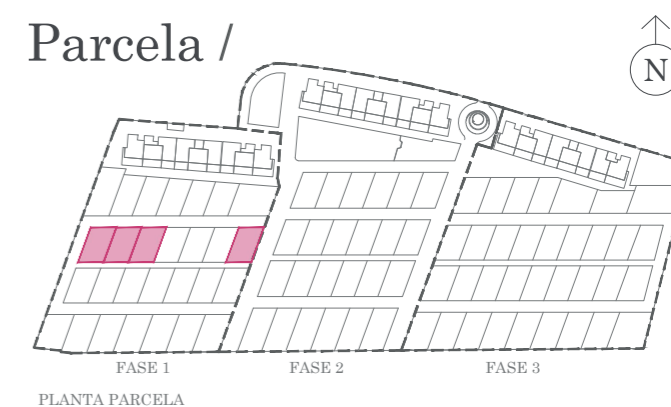 Parcela /
N
FASE 1
FASE 2
FASE 3
PLANTA PARCELA